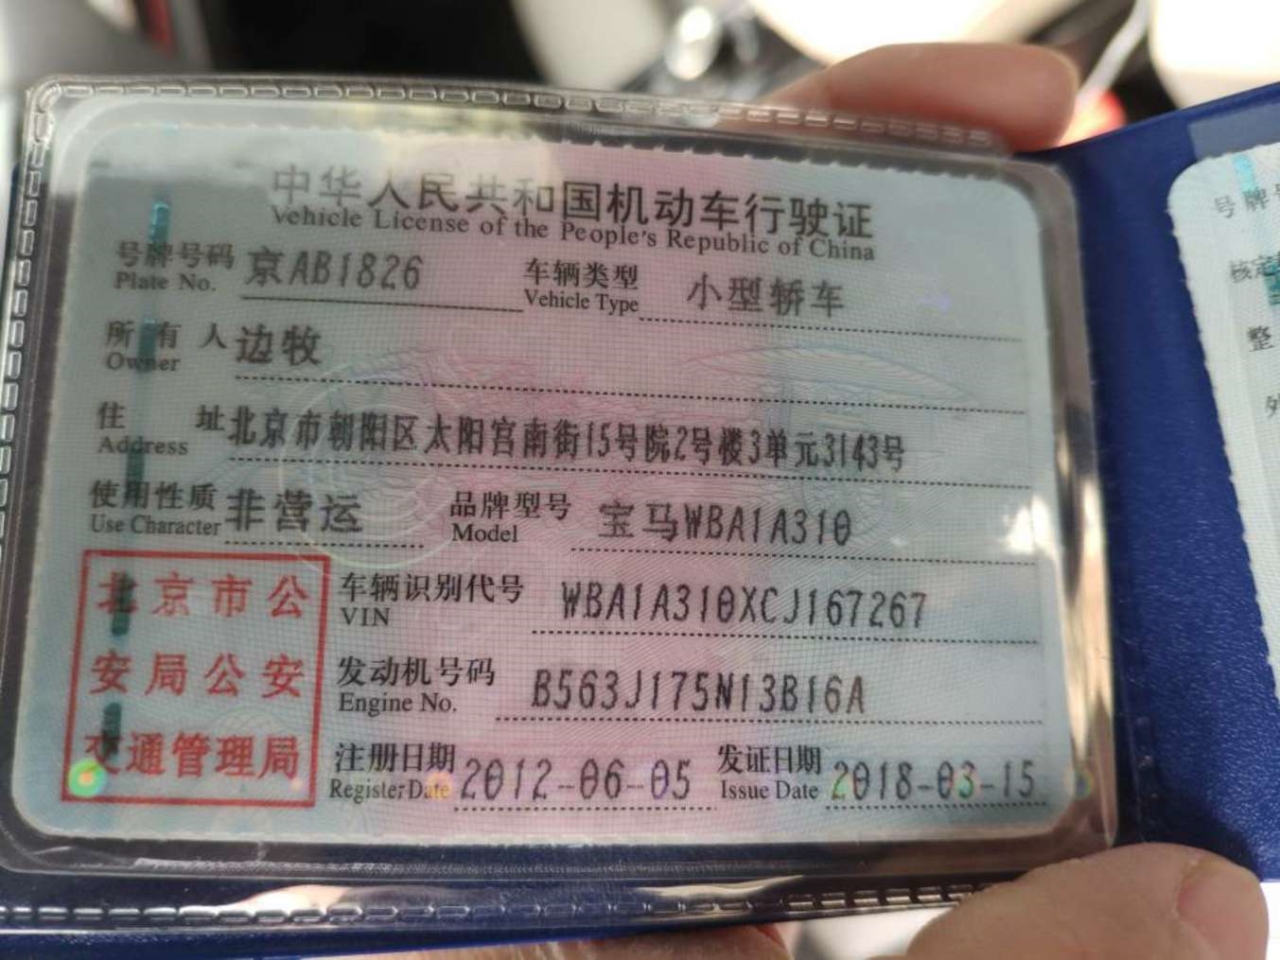 中华人民共和国机动车行驶证
Vehicle License of the People's Republic of China
号牌号码 京AB1826 车辆类型 小型轿车
Plate No. Vehicle Type
所有人 边牧
Owner
住址 北京市朝阳区太阳宫南街15号院2号楼3单元3143号
Address
使用性质 非营运 品牌型号 宝马WBA1A310
Use Character Model
北京市公
安局公安
交通管理局
车辆识别代号 WBA1A310XCJ167267
VIN
发动机号码 B563J175N13B16A
Engine No.
注册日期 2012-06-05 发证日期 2018-03-15
Register Date Issue Date
号牌
核定
整
外